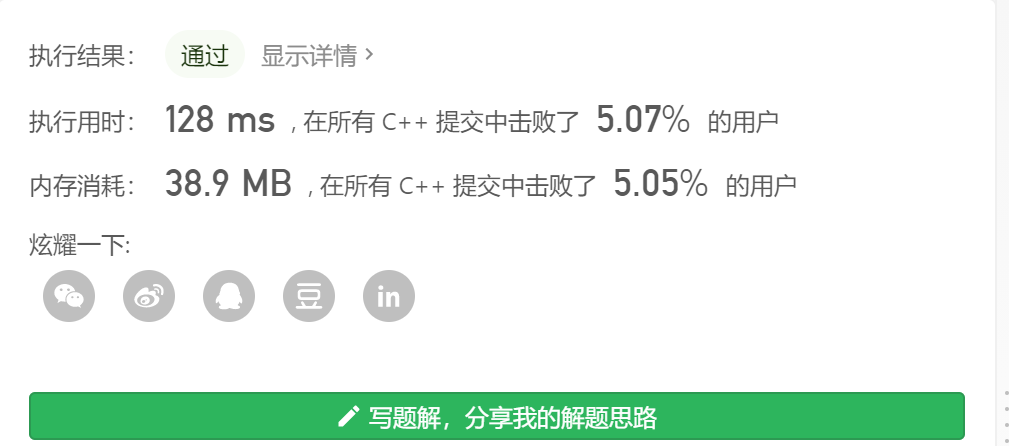 执行结果： 通过 显示详情 >
执行用时： 128 ms ，在所有 C++ 提交中击败了 5.07% 的用户
内存消耗： 38.9 MB ，在所有 C++ 提交中击败了 5.05% 的用户
炫耀一下:
豆 in
写题解，分享我的解题思路